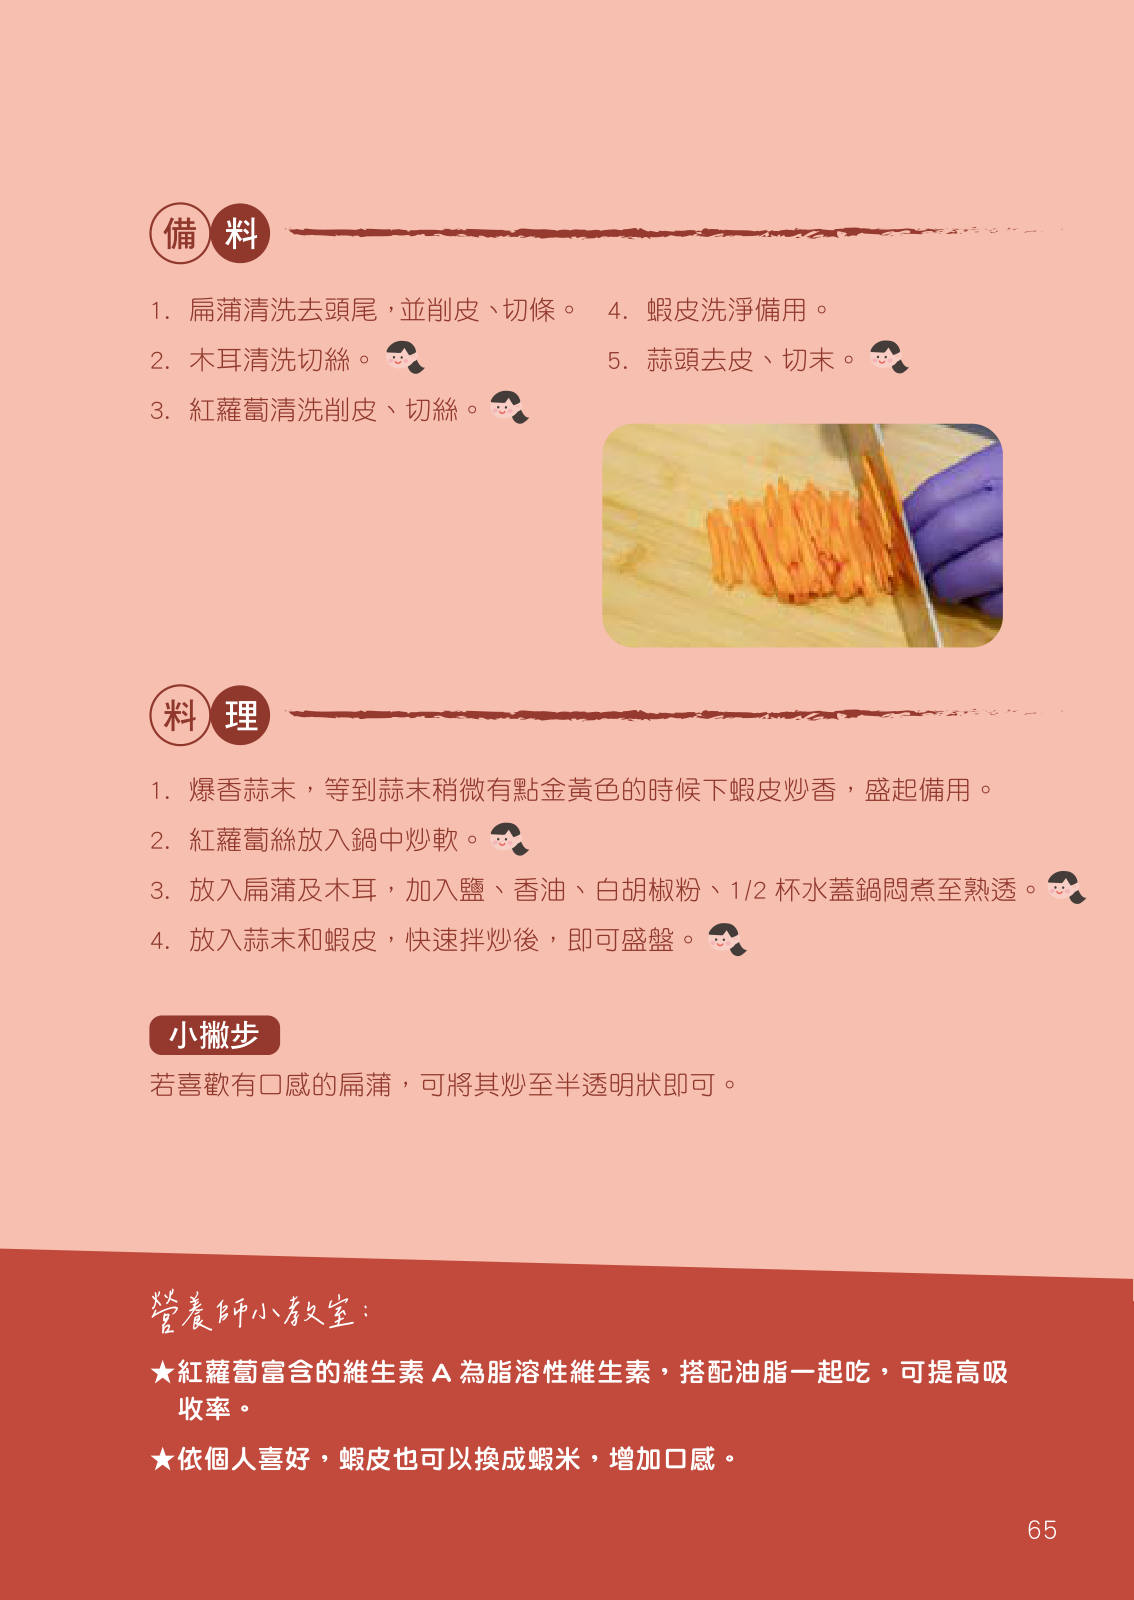 備料
1. 扁蒲清洗去頭尾，並削皮、切條。
2. 木耳清洗切絲。
3. 紅蘿蔔清洗削皮、切絲。
4. 蝦皮洗淨備用。
5. 蒜頭去皮、切末。
料理
1. 爆香蒜末，等到蒜末稍微有點金黃色的時候下蝦皮炒香，盛起備用。
2. 紅蘿蔔絲放入鍋中炒軟。
3. 放入扁蒲及木耳，加入鹽、香油、白胡椒粉、1/2 杯水蓋鍋悶煮至熟透。
4. 放入蒜末和蝦皮，快速拌炒後，即可盛盤。
小撇步
若喜歡有口感的扁蒲，可將其炒至半透明狀即可。
營養師小教室：
★紅蘿蔔富含的維生素 A 為脂溶性維生素，搭配油脂一起吃，可提高吸
收率。
★依個人喜好，蝦皮也可以換成蝦米，增加口感。
65